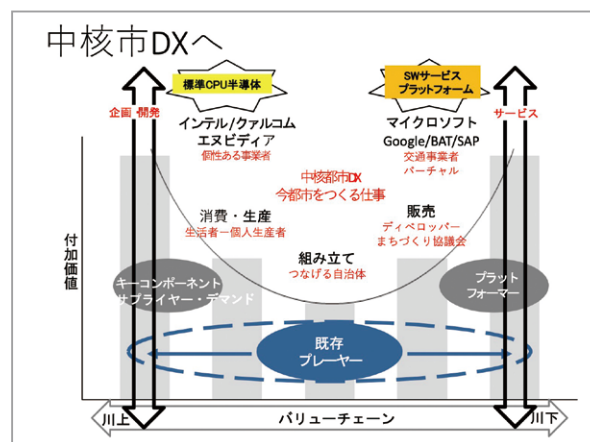 中核市DXへ
標準CPU半導体
SWサービス
プラットフォーム
企画・開発
サービス
インテル/クァルコム
エヌビディア
個性ある事業者
マイクロソフト
Google/BAT/SAP
交通事業者
バーチャル
中核都市DX
今都市をつくる仕事
消費・生産
生活者ー個人生産者
販売
ディベロッパー
まちづくり協議会
組み立て
つなげる自治体
付加価値
キーコンポーネント
サプライヤー・デマンド
プラット
フォーマー
既存
プレーヤー
川上
バリューチェーン
川下